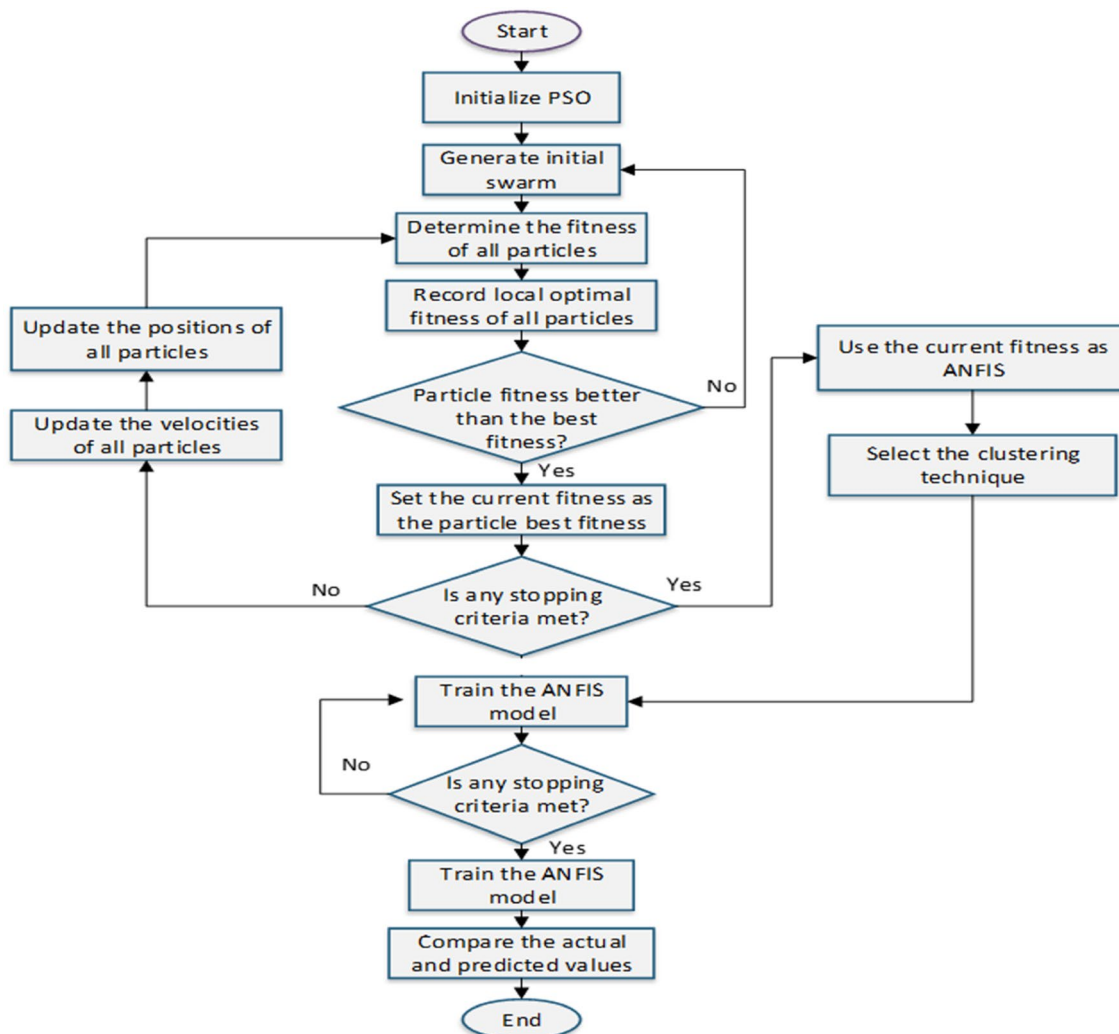 Start
Initialize PSO
Generate initial
swarm
Determine the fitness
of all particles
Record local optimal
fitness of all particles
Update the positions of
all particles
Use the current fitness as
ANFIS
No
Particle fitness better
than the best
fitness?
Update the velocities
of all particles
Select the clustering
technique
Yes
Set the current fitness as
the particle best fitness
No
Yes
Is any stopping
criteria met?
Train the ANFIS
model
No
Is any stopping
criteria met?
Yes
Train the ANFIS
model
Compare the actual
and predicted values
End